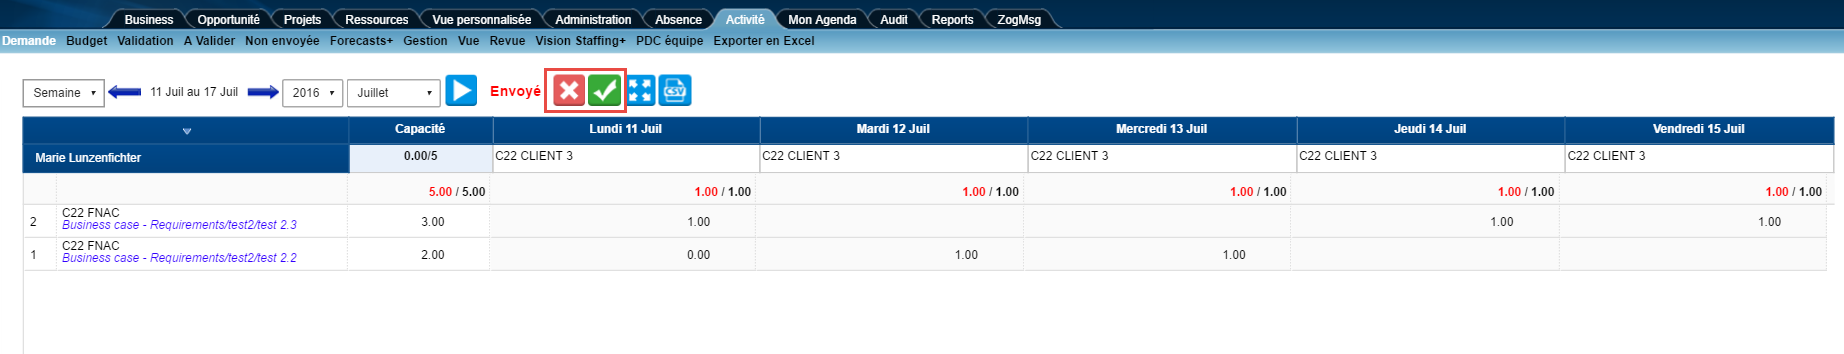 Business Opportunité Projets Ressources Vue personnalisée Administration Absence Activité Mon Agenda Audit Reports ZogMsg
Demande Budget Validation A Valider Non envoyée Forecasts+ Gestion Vue Revue Vision Staffing+ PDC équipe Exporter en Excel
Semaine 11 Juil au 17 Juil 2016 Juillet Envoyé CSV
Capacité Lundi 11 Juil Mardi 12 Juil Mercredi 13 Juil Jeudi 14 Juil Vendredi 15 Juil
Marie Lunzenfichter 0.00/5 C22 CLIENT 3 C22 CLIENT 3 C22 CLIENT 3 C22 CLIENT 3 C22 CLIENT 3
5.00 / 5.00 1.00 / 1.00 1.00 / 1.00 1.00 / 1.00 1.00 / 1.00 1.00 / 1.00
2 C22 FNAC 3.00 1.00 1.00 1.00
Business case - Requirements/test2/test 2.3
1 C22 FNAC 2.00 0.00 1.00 1.00
Business case - Requirements/test2/test 2.2